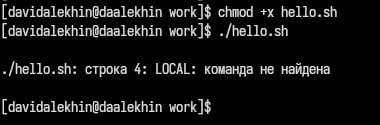 [davidalekhin@daalekhin work]$ chmod +x hello.sh
[davidalekhin@daalekhin work]$ ./hello.sh
./hello.sh: строка 4: LOCAL: команда не найдена
[davidalekhin@daalekhin work]$